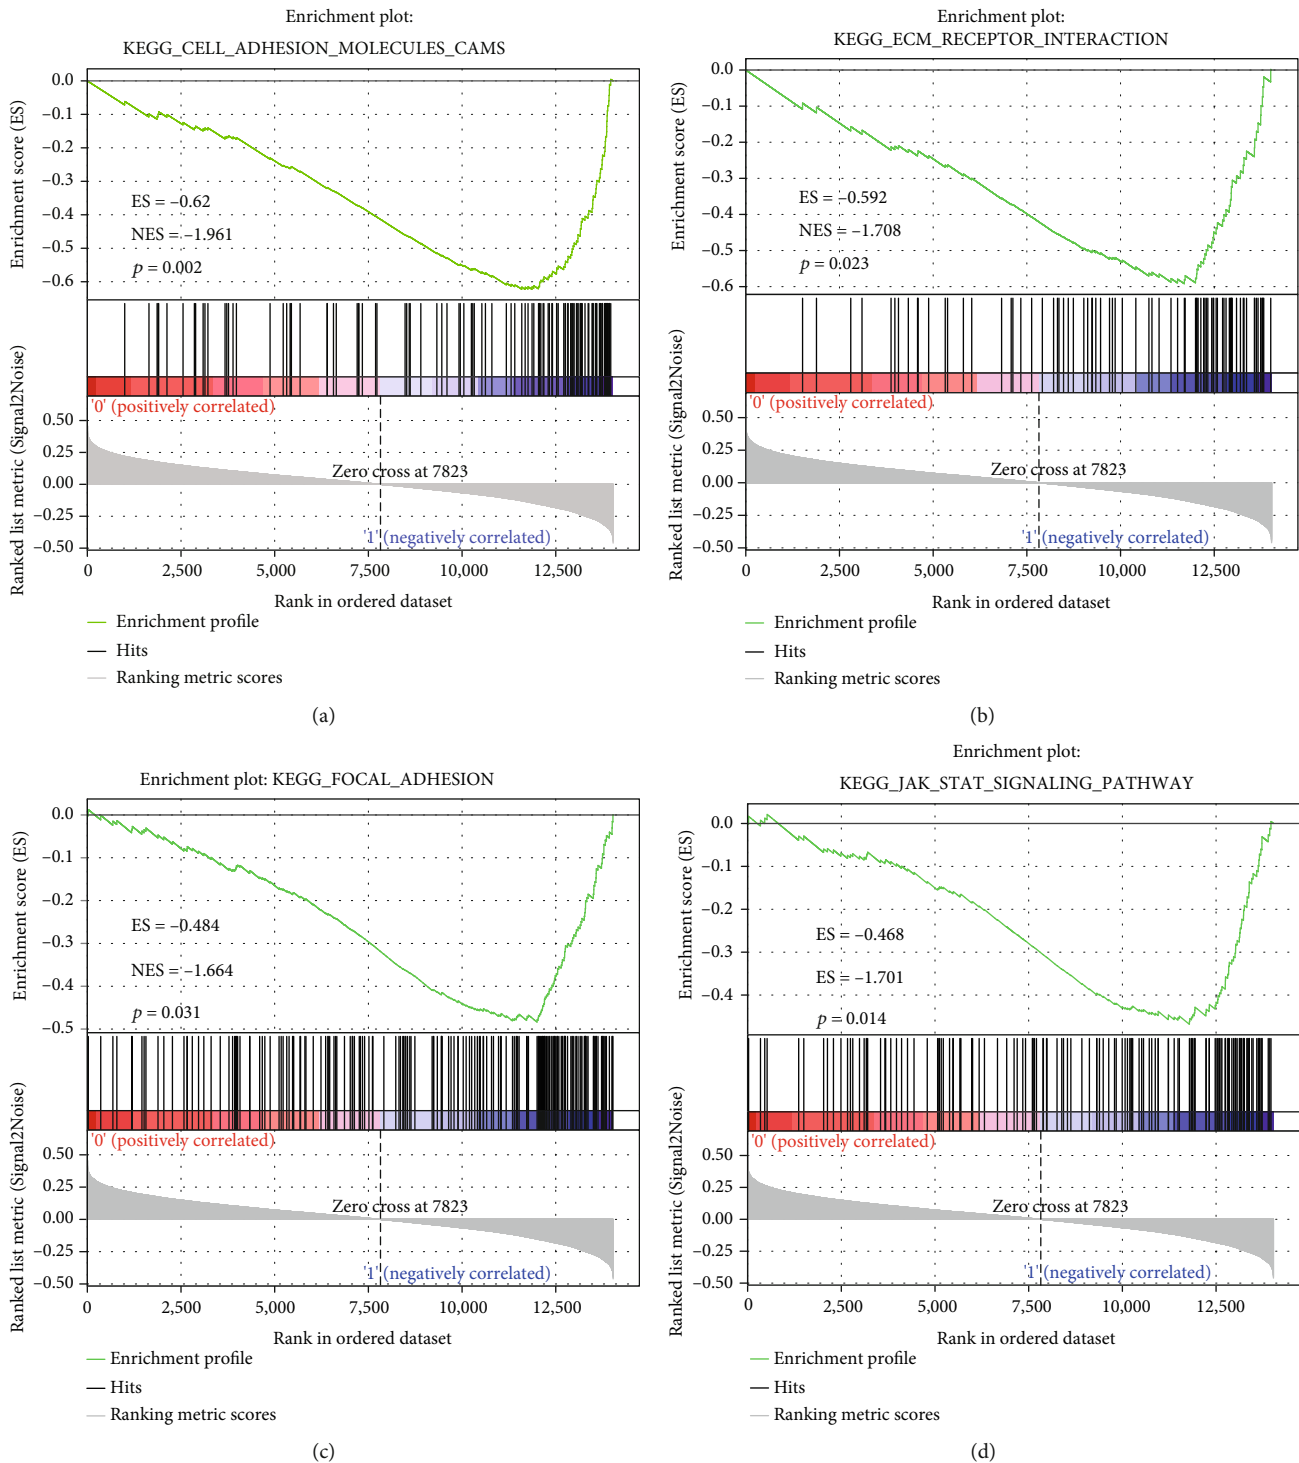 Enrichment plot:
KEGG_CELL_ADHESION_MOLECULES_CAMS
Enrichment score (ES)
0.0
−0.1
−0.2
−0.3
−0.4
−0.5
−0.6
ES = −0.62
NES = −1.961
p = 0.002
Ranked list metric (Signal2Noise)
'0' (positively correlated)
0.50
0.25
0.00
−0.25
−0.50
Zero cross at 7823
'1' (negatively correlated)
0 2,500 5,000 7,500 10,000 12,500
Rank in ordered dataset
Enrichment profile
Hits
Ranking metric scores
(a)
Enrichment plot:
KEGG_ECM_RECEPTOR_INTERACTION
Enrichment score (ES)
0.0
−0.1
−0.2
−0.3
−0.4
−0.5
−0.6
ES = −0.592
NES = −1.708
p = 0.023
Ranked list metric (Signal2Noise)
'0' (positively correlated)
0.50
0.25
0.00
−0.25
−0.50
Zero cross at 7823
'1' (negatively correlated)
0 2,500 5,000 7,500 10,000 12,500
Rank in ordered dataset
Enrichment profile
Hits
Ranking metric scores
(b)
Enrichment plot: KEGG_FOCAL_ADHESION
Enrichment score (ES)
0.0
−0.1
−0.2
−0.3
−0.4
−0.5
ES = −0.484
NES = −1.664
p = 0.031
Ranked list metric (Signal2Noise)
'0' (positively correlated)
0.50
0.25
0.00
−0.25
−0.50
Zero cross at 7823
'1' (negatively correlated)
0 2,500 5,000 7,500 10,000 12,500
Rank in ordered dataset
Enrichment profile
Hits
Ranking metric scores
(c)
Enrichment plot:
KEGG_JAK_STAT_SIGNALING_PATHWAY
Enrichment score (ES)
0.0
−0.1
−0.2
−0.3
−0.4
ES = −0.468
ES = −1.701
p = 0.014
Ranked list metric (Signal2Noise)
'0' (positively correlated)
0.50
0.25
0.00
−0.25
−0.50
Zero cross at 7823
'1' (negatively correlated)
0 2,500 5,000 7,500 10,000 12,500
Rank in ordered dataset
Enrichment profile
Hits
Ranking metric scores
(d)